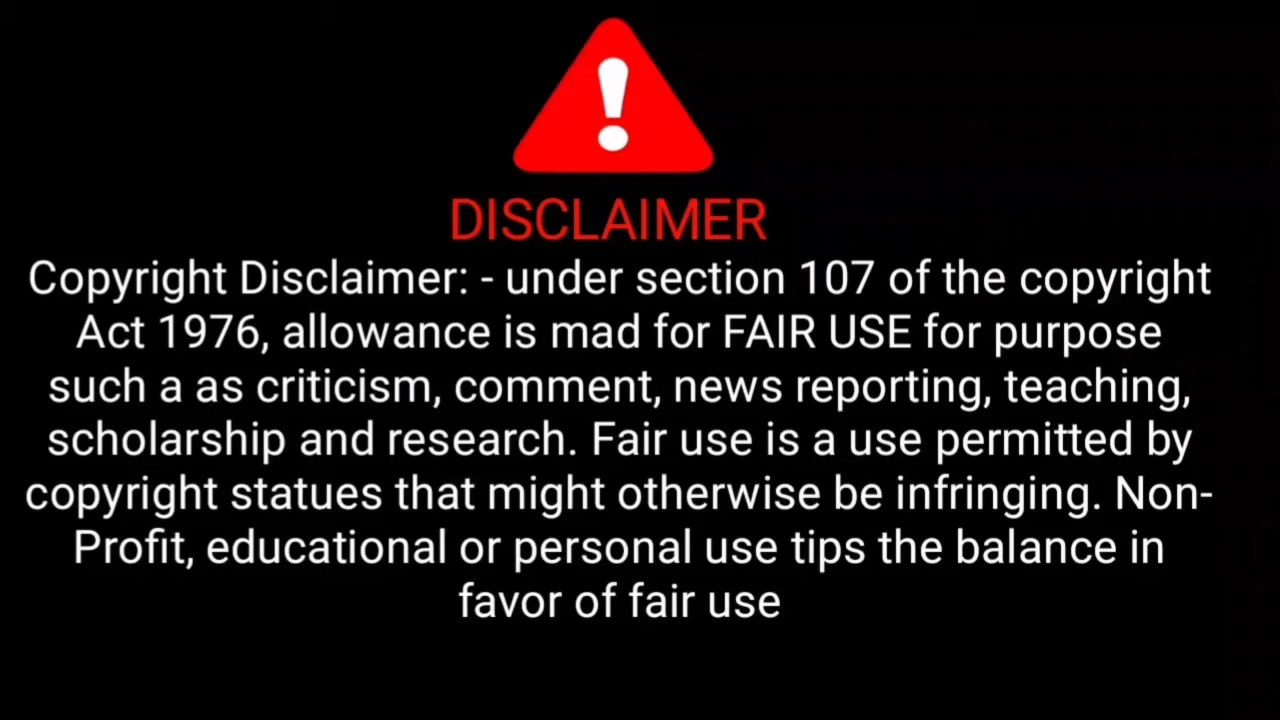 DISCLAIMER
Copyright Disclaimer: - under section 107 of the copyright
Act 1976, allowance is mad for FAIR USE for purpose
such a as criticism, comment, news reporting, teaching,
scholarship and research. Fair use is a use permitted by
copyright statues that might otherwise be infringing. Non-
Profit, educational or personal use tips the balance in
favor of fair use